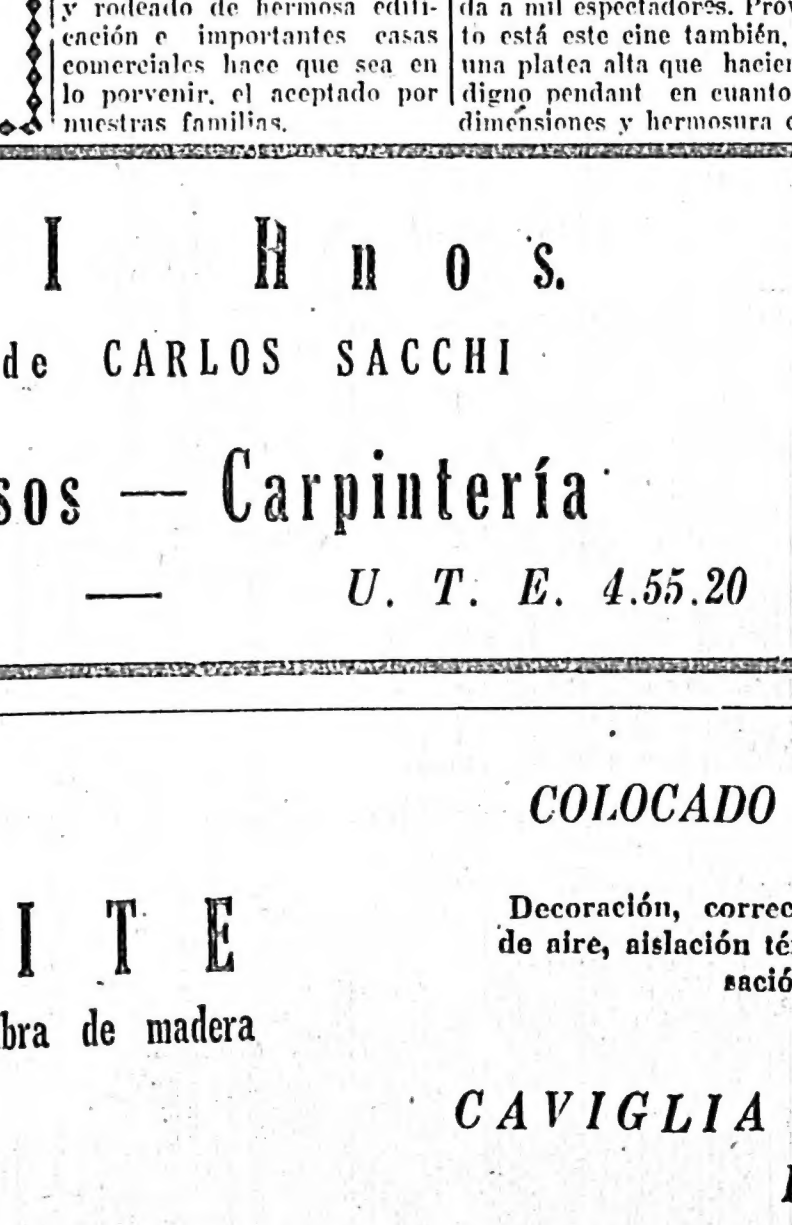 y rodeado de hermosa edifi-
cación e importantes casas
comerciales hace que sea en
lo porvenir, el aceptado por
nuestras familias.
da a mil espectadores. Prov
to está este cine también,
una platea alta que hacien
digno pendant en cuanto
dimensiones y hermosura
I Hnos.
de CARLOS SACCHI
sos — Carpintería
— U. T. E. 4.55.20
ITE
bra de madera
COLOCADO
Decoración, correc
de aire, aislación té
sació
CAVIGLIA